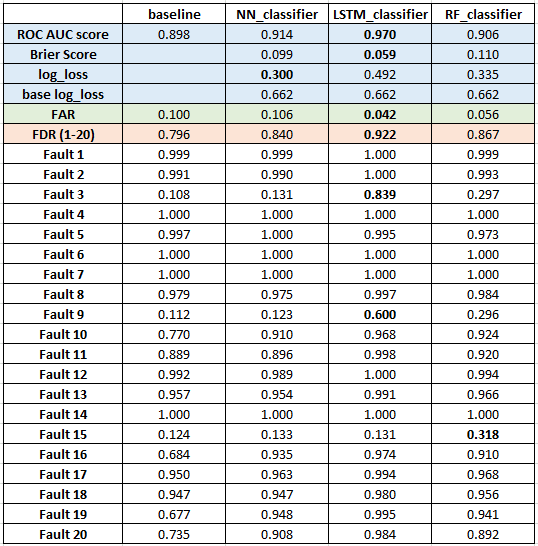 baseline NN_classifier LSTM_classifier RF_classifier
ROC AUC score 0.898 0.914 0.970 0.906
Brier Score 0.099 0.059 0.110
log_loss 0.300 0.492 0.335
base log_loss 0.662 0.662 0.662
FAR 0.100 0.106 0.042 0.056
FDR (1-20) 0.796 0.840 0.922 0.867
Fault 1 0.999 0.999 1.000 0.999
Fault 2 0.991 0.990 1.000 0.993
Fault 3 0.108 0.131 0.839 0.297
Fault 4 1.000 1.000 1.000 1.000
Fault 5 0.997 1.000 0.995 0.973
Fault 6 1.000 1.000 1.000 1.000
Fault 7 1.000 1.000 1.000 1.000
Fault 8 0.979 0.975 0.997 0.984
Fault 9 0.112 0.123 0.600 0.296
Fault 10 0.770 0.910 0.968 0.924
Fault 11 0.889 0.896 0.998 0.920
Fault 12 0.992 0.989 1.000 0.994
Fault 13 0.957 0.954 0.991 0.966
Fault 14 1.000 1.000 1.000 1.000
Fault 15 0.124 0.133 0.131 0.318
Fault 16 0.684 0.935 0.974 0.910
Fault 17 0.950 0.963 0.994 0.968
Fault 18 0.947 0.947 0.980 0.956
Fault 19 0.677 0.948 0.995 0.941
Fault 20 0.735 0.908 0.984 0.892